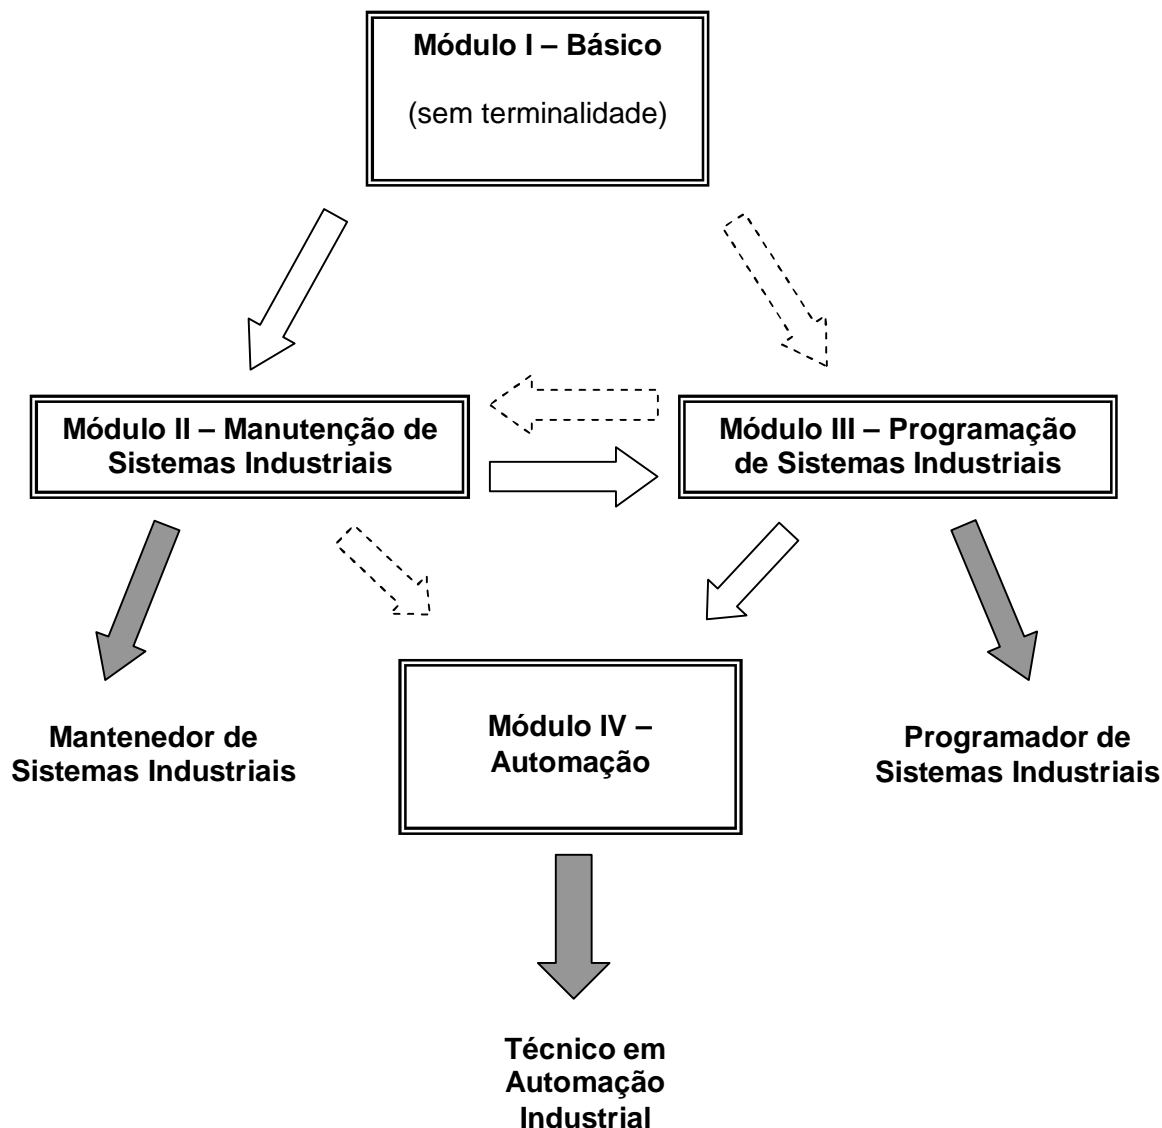 Módulo I – Básico
(sem terminalidade)
Módulo II – Manutenção de
Sistemas Industriais
Módulo III – Programação
de Sistemas Industriais
Mantenedor de
Sistemas Industriais
Módulo IV –
Automação
Programador de
Sistemas Industriais
Técnico em
Automação
Industrial